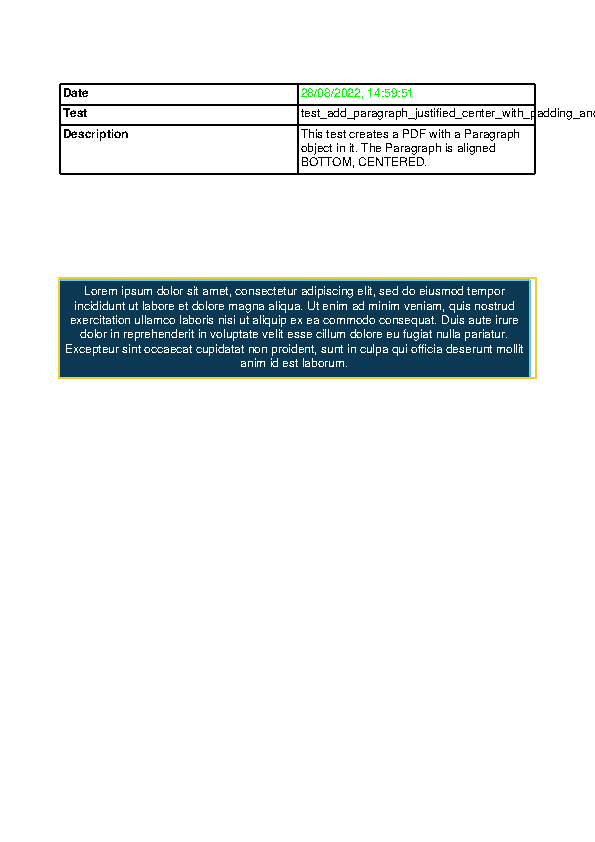 Date 28/08/2022, 14:59:51
Test test_add_paragraph_justified_center_with_padding_and
Description This test creates a PDF with a Paragraph
object in it. The Paragraph is aligned
BOTTOM, CENTERED.
Lorem ipsum dolor sit amet, consectetur adipiscing elit, sed do eiusmod tempor
incididunt ut labore et dolore magna aliqua. Ut enim ad minim veniam, quis nostrud
exercitation ullamco laboris nisi ut aliquip ex ea commodo consequat. Duis aute irure
dolor in reprehenderit in voluptate velit esse cillum dolore eu fugiat nulla pariatur.
Excepteur sint occaecat cupidatat non proident, sunt in culpa qui officia deserunt mollit
anim id est laborum.